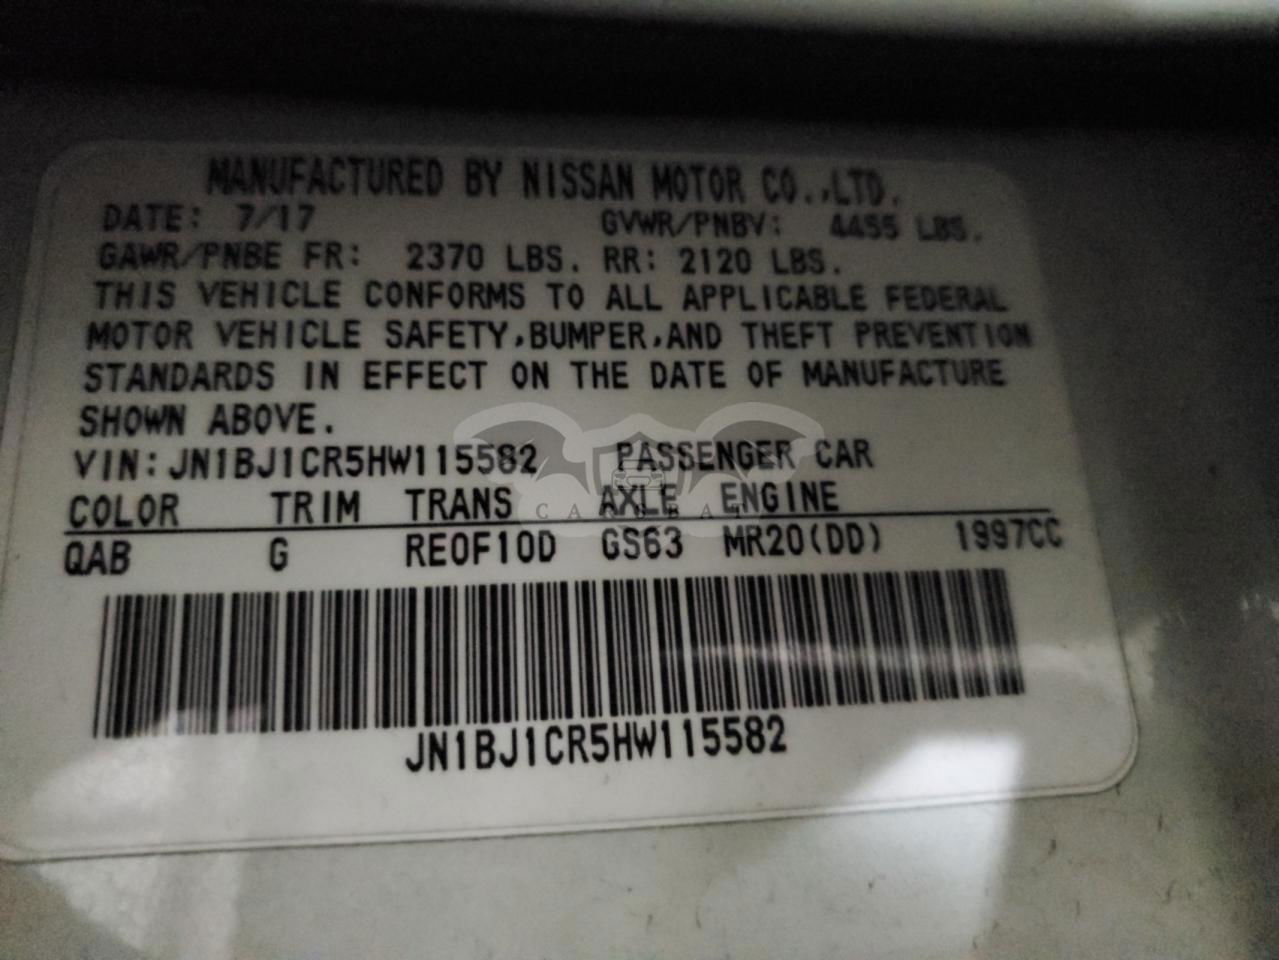 MANUFACTURED BY NISSAN MOTOR CO.,LTD.
DATE: 7/17 GVWR/PNBV: 4455 LBS.
GAWR/PNBE FR: 2370 LBS. RR: 2120 LBS.
THIS VEHICLE CONFORMS TO ALL APPLICABLE FEDERAL
MOTOR VEHICLE SAFETY,BUMPER,AND THEFT PREVENTION
STANDARDS IN EFFECT ON THE DATE OF MANUFACTURE
SHOWN ABOVE.
VIN: JN1BJ1CR5HW115582 PASSENGER CAR
COLOR TRIM TRANS AXLE ENGINE
CARSBAT
QAB G RE0F10D GS63 MR20(DD) 1997CC
JN1BJ1CR5HW115582